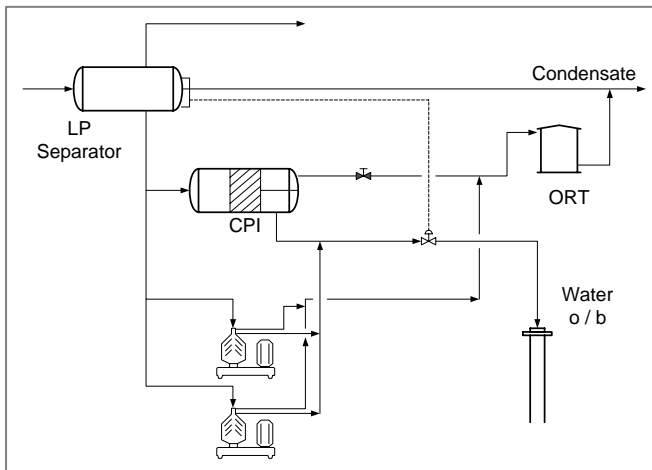 Condensate
LP
Separator
ORT
CPI
Water
o / b